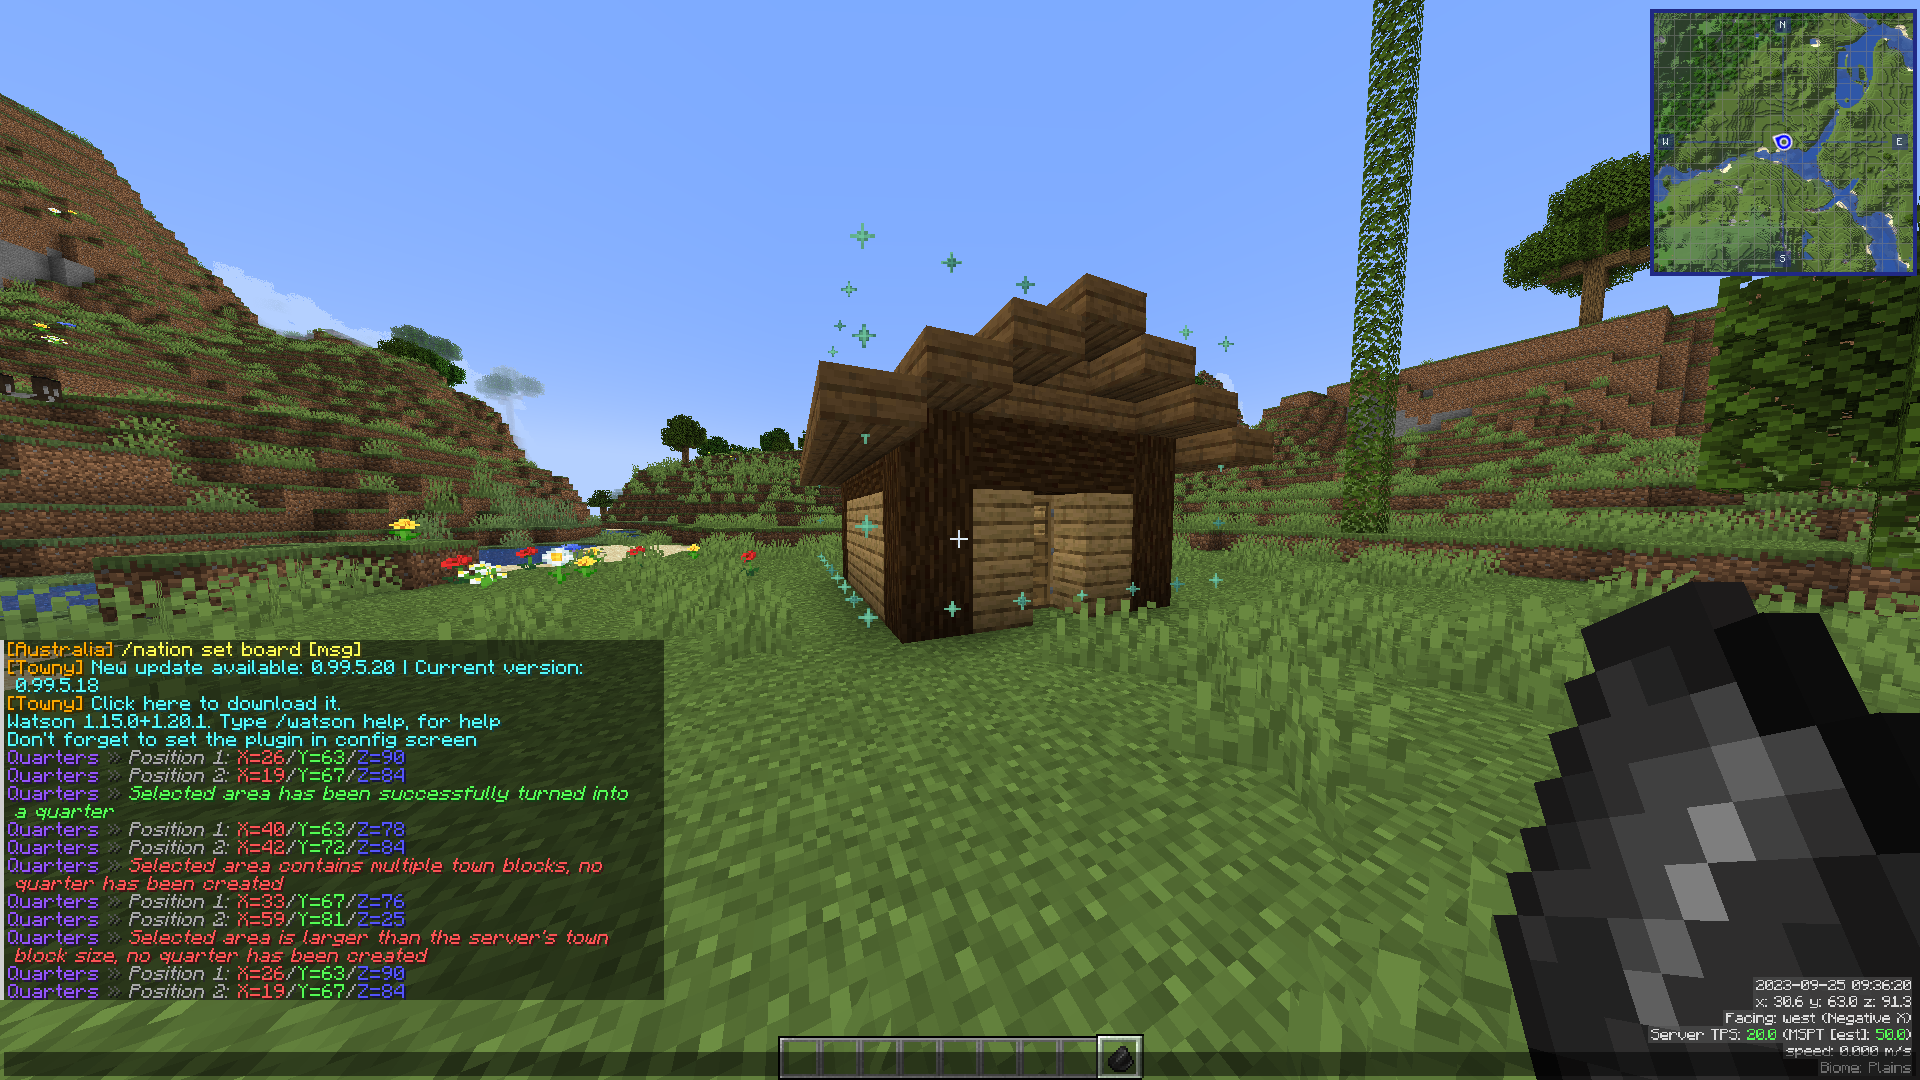 N
W
E
S
[Australia] /nation set board [msg]
[Towny] New update available: 0.99.5.20 | Current version:
0.99.5.18
[Towny] Click here to download it.
Watson 1.15.0+1.20.1. Type /watson help, for help
Don't forget to set the plugin in config screen
Quarters » Position 1: X=26/Y=63/Z=90
Quarters » Position 2: X=19/Y=67/Z=84
Quarters » Selected area has been successfully turned into
a quarter
Quarters » Position 1: X=40/Y=63/Z=78
Quarters » Position 2: X=42/Y=72/Z=84
Quarters » Selected area contains multiple town blocks, no
quarter has been created
Quarters » Position 1: X=33/Y=67/Z=76
Quarters » Position 2: X=59/Y=81/Z=25
Quarters » Selected area is larger than the server's town
block size, no quarter has been created
Quarters » Position 1: X=26/Y=63/Z=90
Quarters » Position 2: X=19/Y=67/Z=84
2023-09-25 09:36:20
x: 30.6 y: 63.0 z: 91.3
Facing: west (Negative X)
Server TPS: 20.0 (MSPT [est]: 50.0)
speed: 0.000 m/s
Biome: Plains